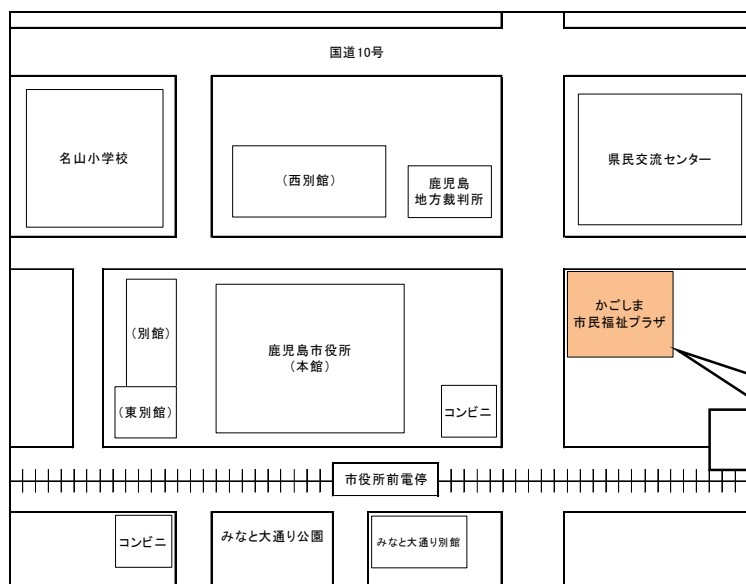 国道10号
名山小学校
(西別館)
鹿児島
地方裁判所
県民交流センター
(別館)
(東別館)
鹿児島市役所
(本館)
コンビニ
かごしま
市民福祉プラザ
市役所前電停
コンビニ
みなと大通り公園
みなと大通り別館